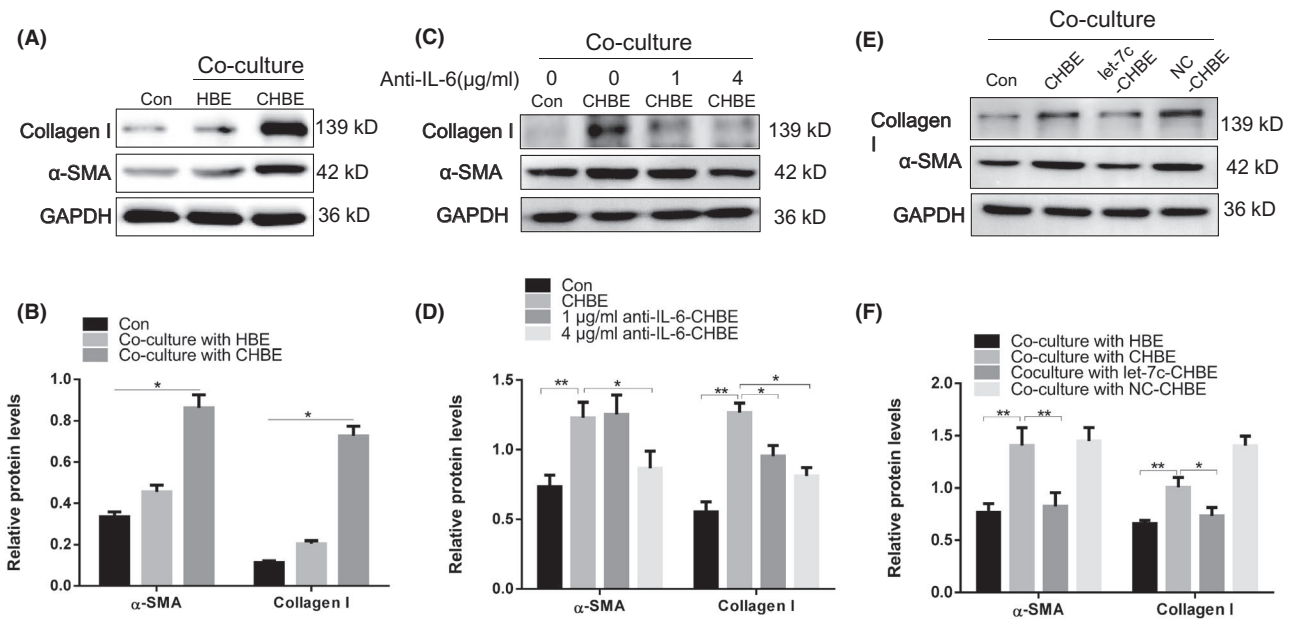 (A)
Co-culture
Con HBE CHBE
Collagen I 139 kD
α-SMA 42 kD
GAPDH 36 kD
(B)
Con
Co-culture with HBE
Co-culture with CHBE
Relative protein levels
1.0
0.8
0.6
0.4
0.2
0.0
* *
α-SMA Collagen I
(C)
Co-culture
Anti-IL-6(µg/ml) 0 0 1 4
Con CHBE CHBE CHBE
Collagen I 139 kD
α-SMA 42 kD
GAPDH 36 kD
(D)
Con
CHBE
1 µg/ml anti-IL-6-CHBE
4 µg/ml anti-IL-6-CHBE
Relative protein levels
1.5
1.0
0.5
0.0
** * ** * *
α-SMA Collagen I
(E)
Co-culture
Con CHBE let-7c -CHBE NC -CHBE
Collagen I 139 kD
α-SMA 42 kD
GAPDH 36 kD
(F)
Co-culture with HBE
Co-culture with CHBE
Coculture with let-7c-CHBE
Co-culture with NC-CHBE
Relative protein levels
2.0
1.5
1.0
0.5
0.0
** ** ** *
α-SMA Collagen I